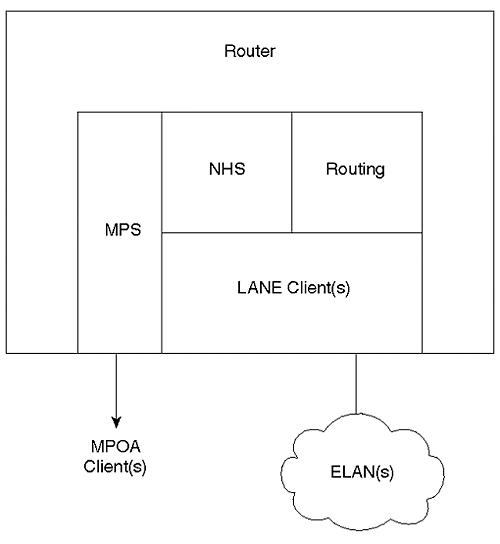 Router
NHS
Routing
MPS
LANE Client(s)
MPOA
Client(s)
ELAN(s)